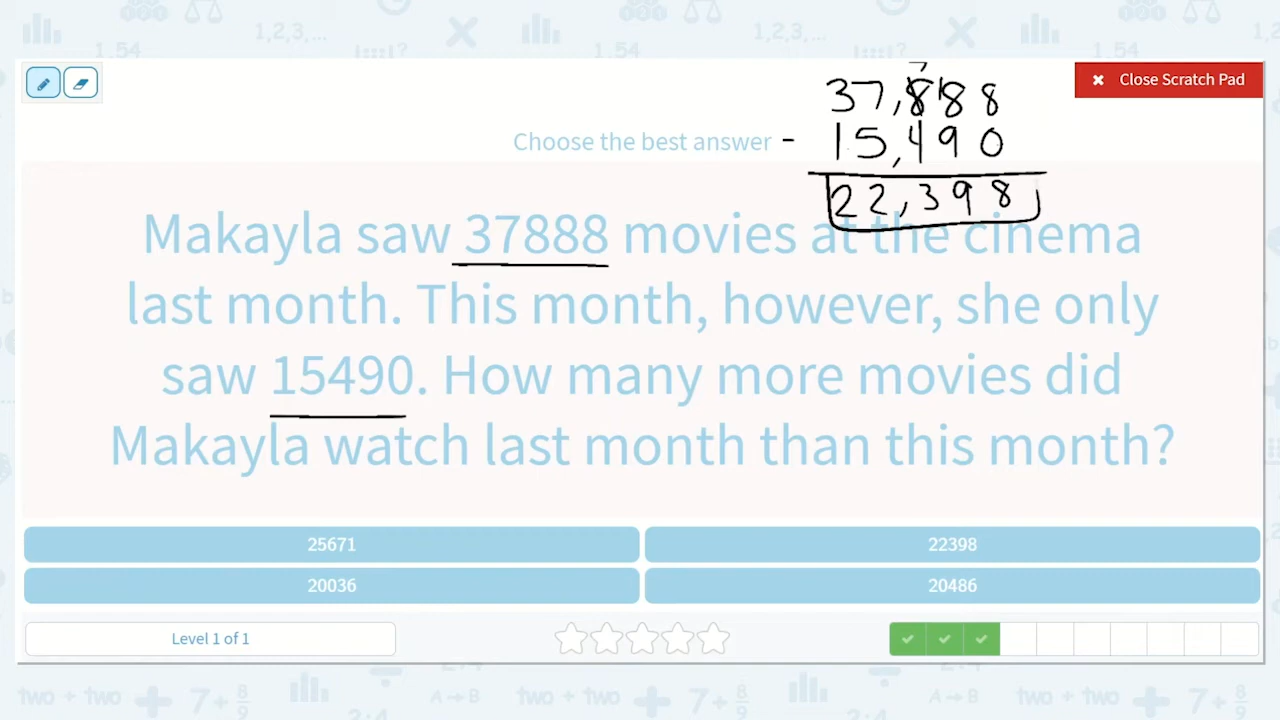 37,888
Close Scratch Pad
Choose the best answer
- 15,490
22,398
Makayla saw 37888 movies at the cinema
last month. This month, however, she only
saw 15490. How many more movies did
Makayla watch last month than this month?
25671
22398
20036
20486
Level 1 of 1